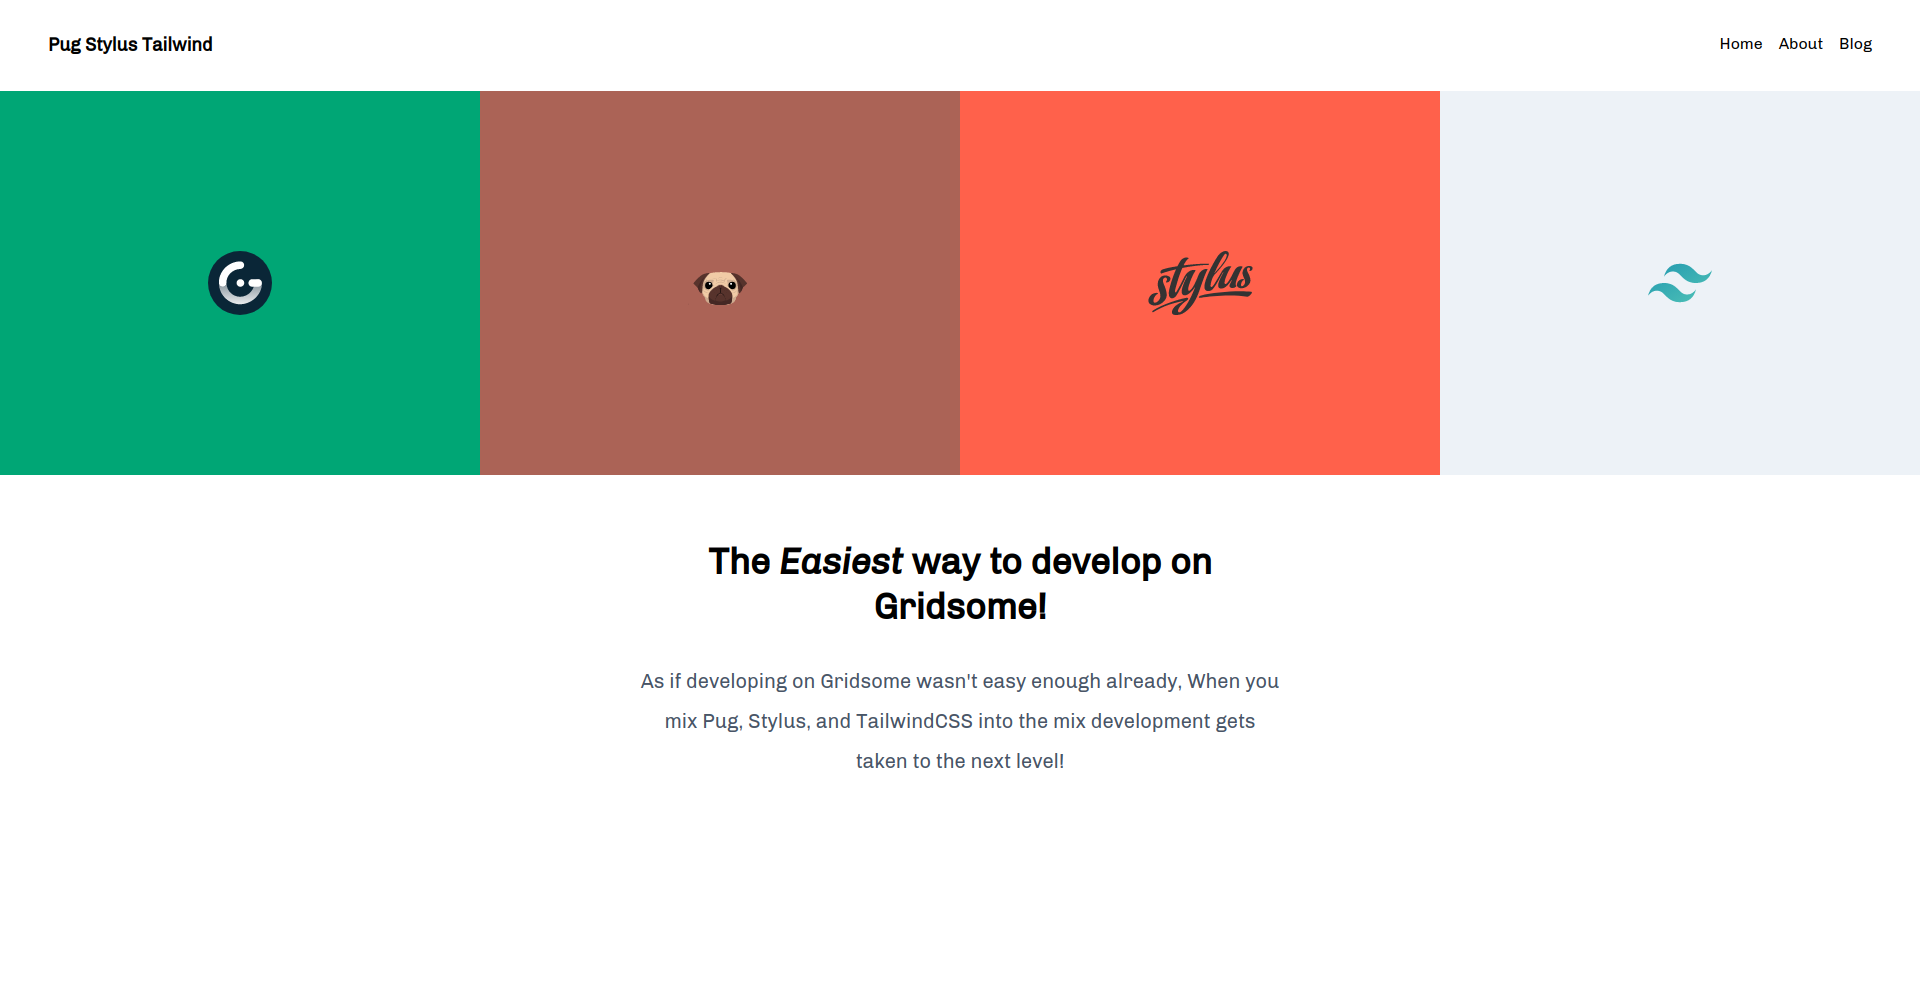 Pug Stylus Tailwind
Home About Blog
stylus
The Easiest way to develop on
Gridsome!
As if developing on Gridsome wasn't easy enough already, When you
mix Pug, Stylus, and TailwindCSS into the mix development gets
taken to the next level!